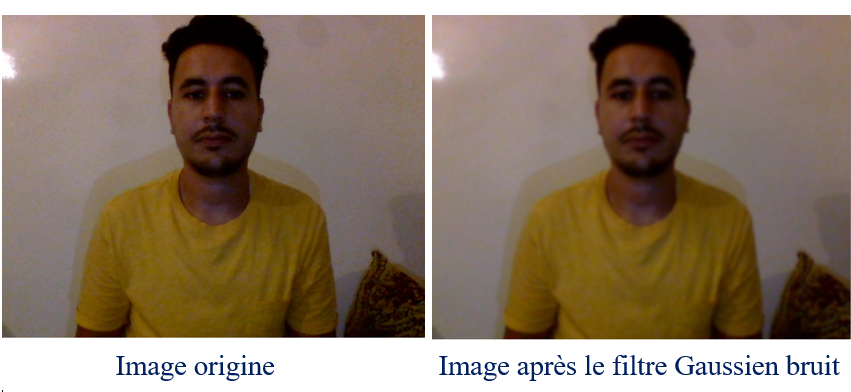 Image origine
Image après le filtre Gaussien bruit